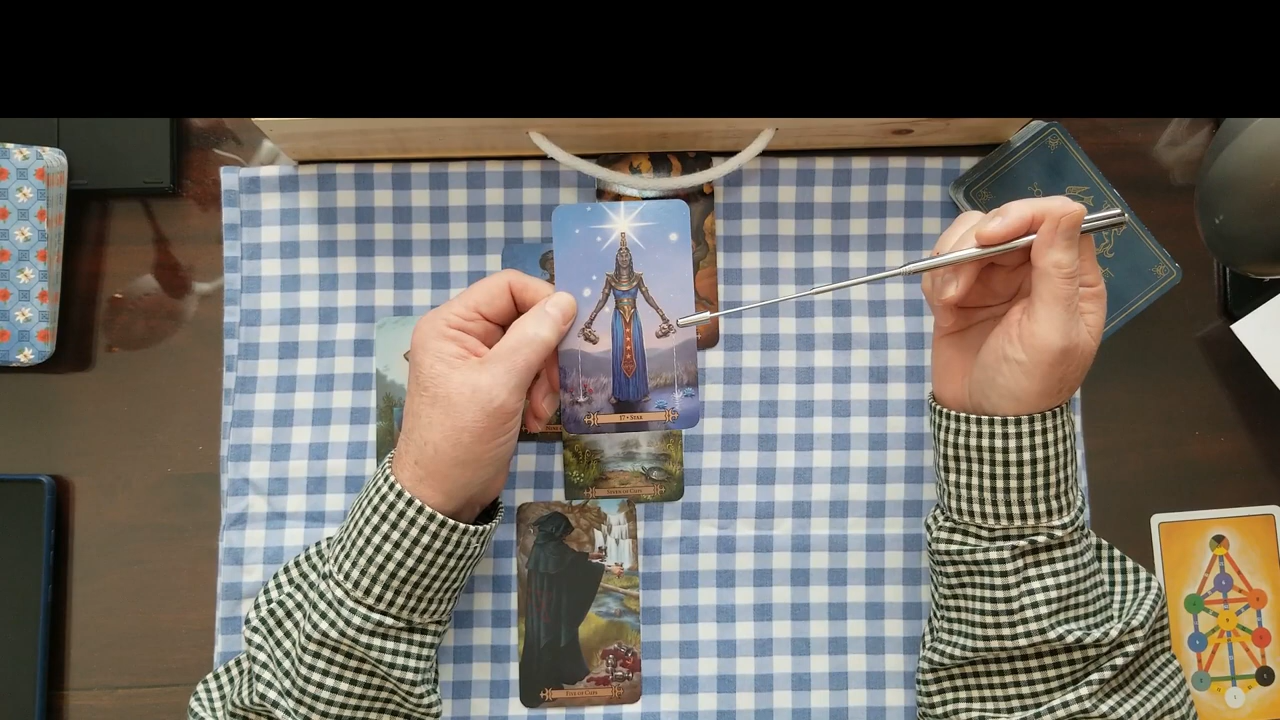 17 • Star
Seven of Cups
Five of Cups